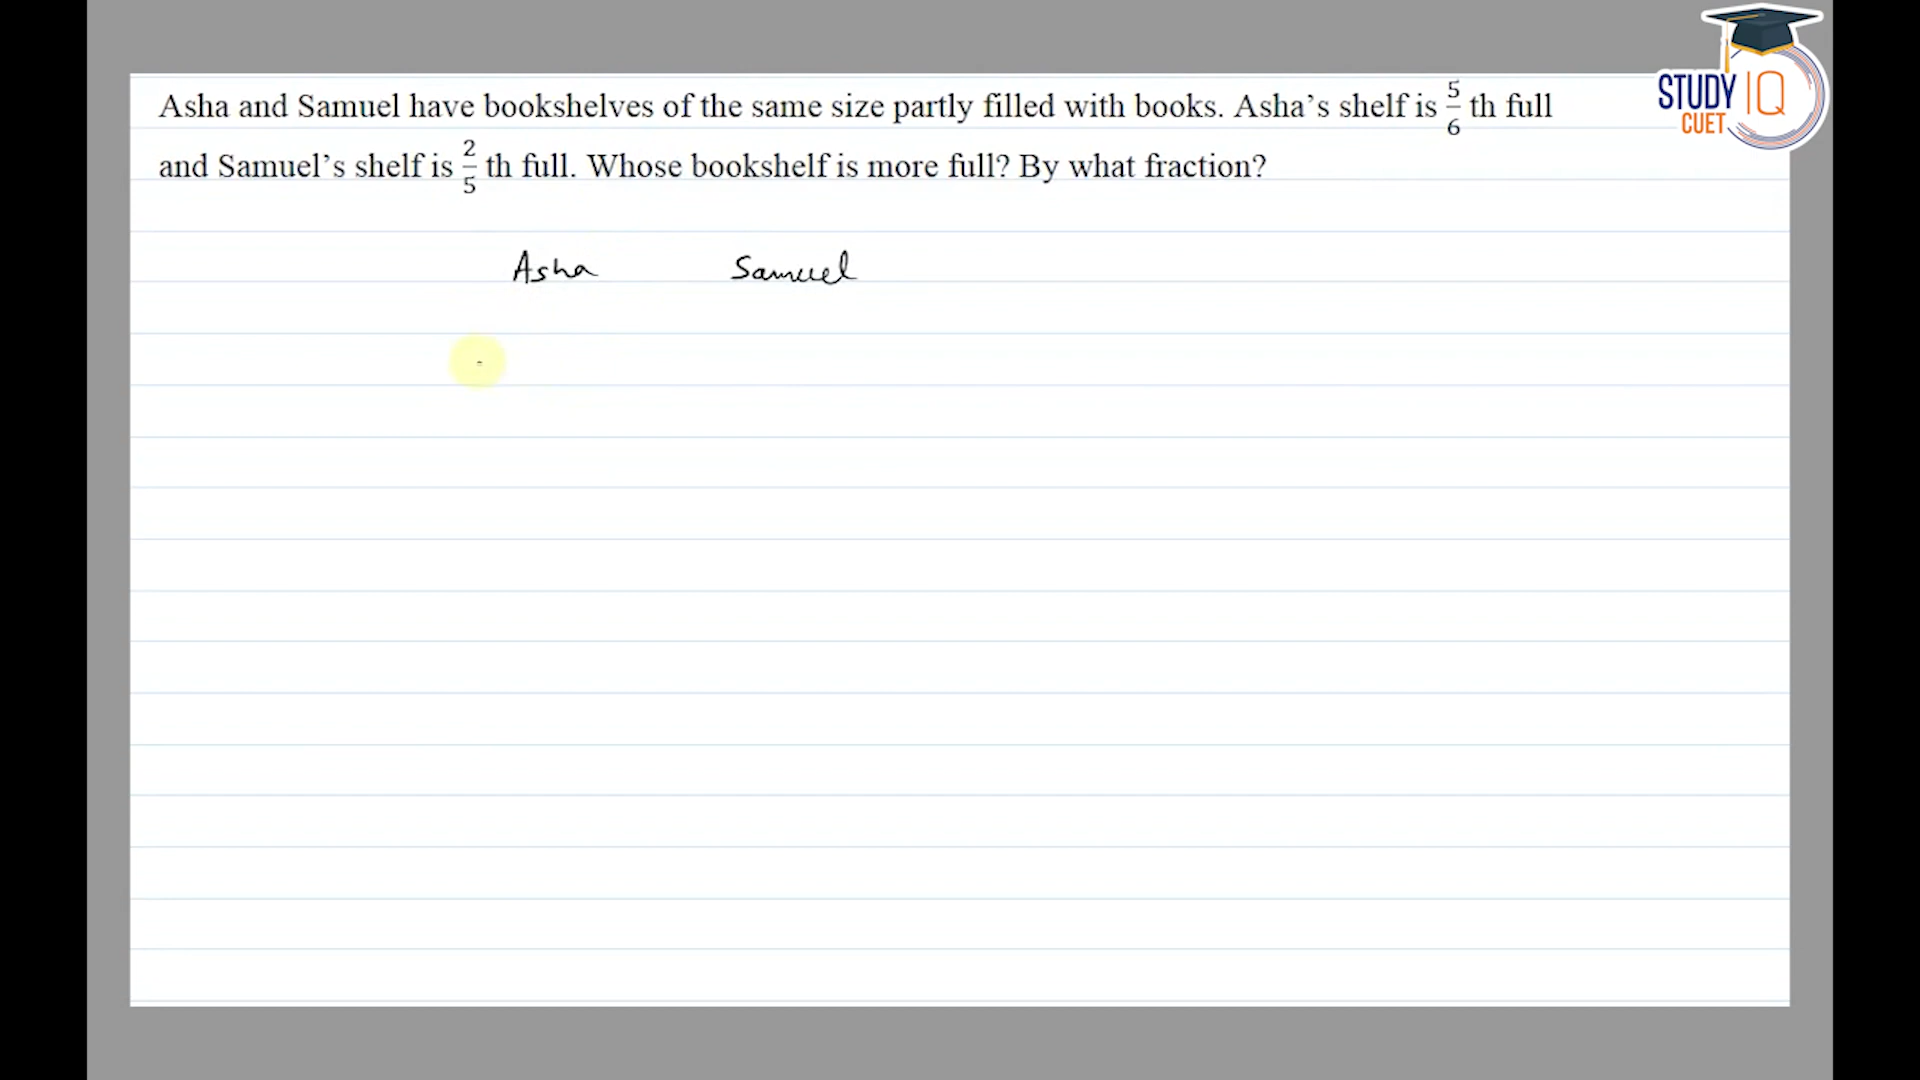 STUDY IQ
CUET
Asha and Samuel have bookshelves of the same size partly filled with books. Asha’s shelf is 5/6 th full
and Samuel’s shelf is 2/5 th full. Whose bookshelf is more full? By what fraction?
Asha Samuel